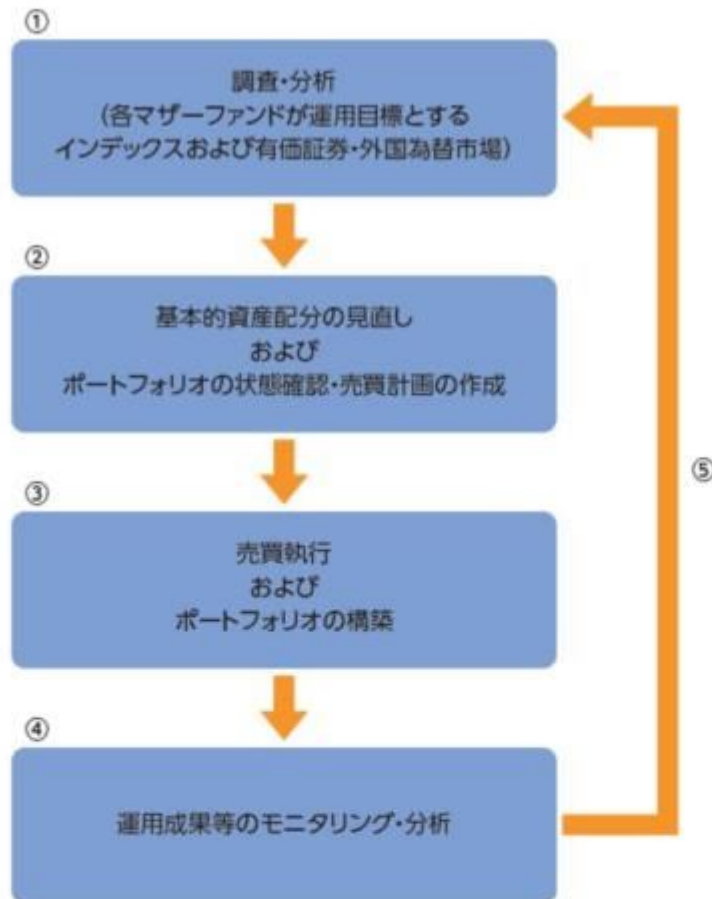 ①
調査・分析
（各マザーファンドが運用目標とする
インデックスおよび有価証券・外国為替市場）
②
基本的資産配分の見直し
および
ポートフォリオの状態確認・売買計画の作成
③
売買執行
および
ポートフォリオの構築
④
運用成果等のモニタリング・分析
⑤